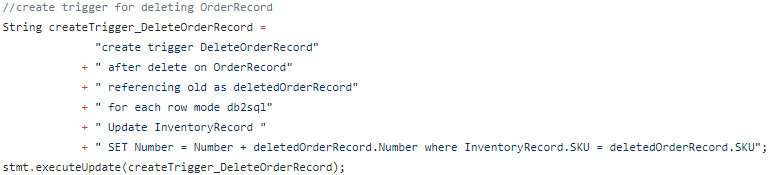 //create trigger for deleting OrderRecord
String createTrigger_DeleteOrderRecord =
"create trigger DeleteOrderRecord"
+ " after delete on OrderRecord"
+ " referencing old as deletedOrderRecord"
+ " for each row mode db2sql"
+ " Update InventoryRecord "
+ " SET Number = Number + deletedOrderRecord.Number where InventoryRecord.SKU = deletedOrderRecord.SKU";
stmt.executeUpdate(createTrigger_DeleteOrderRecord);